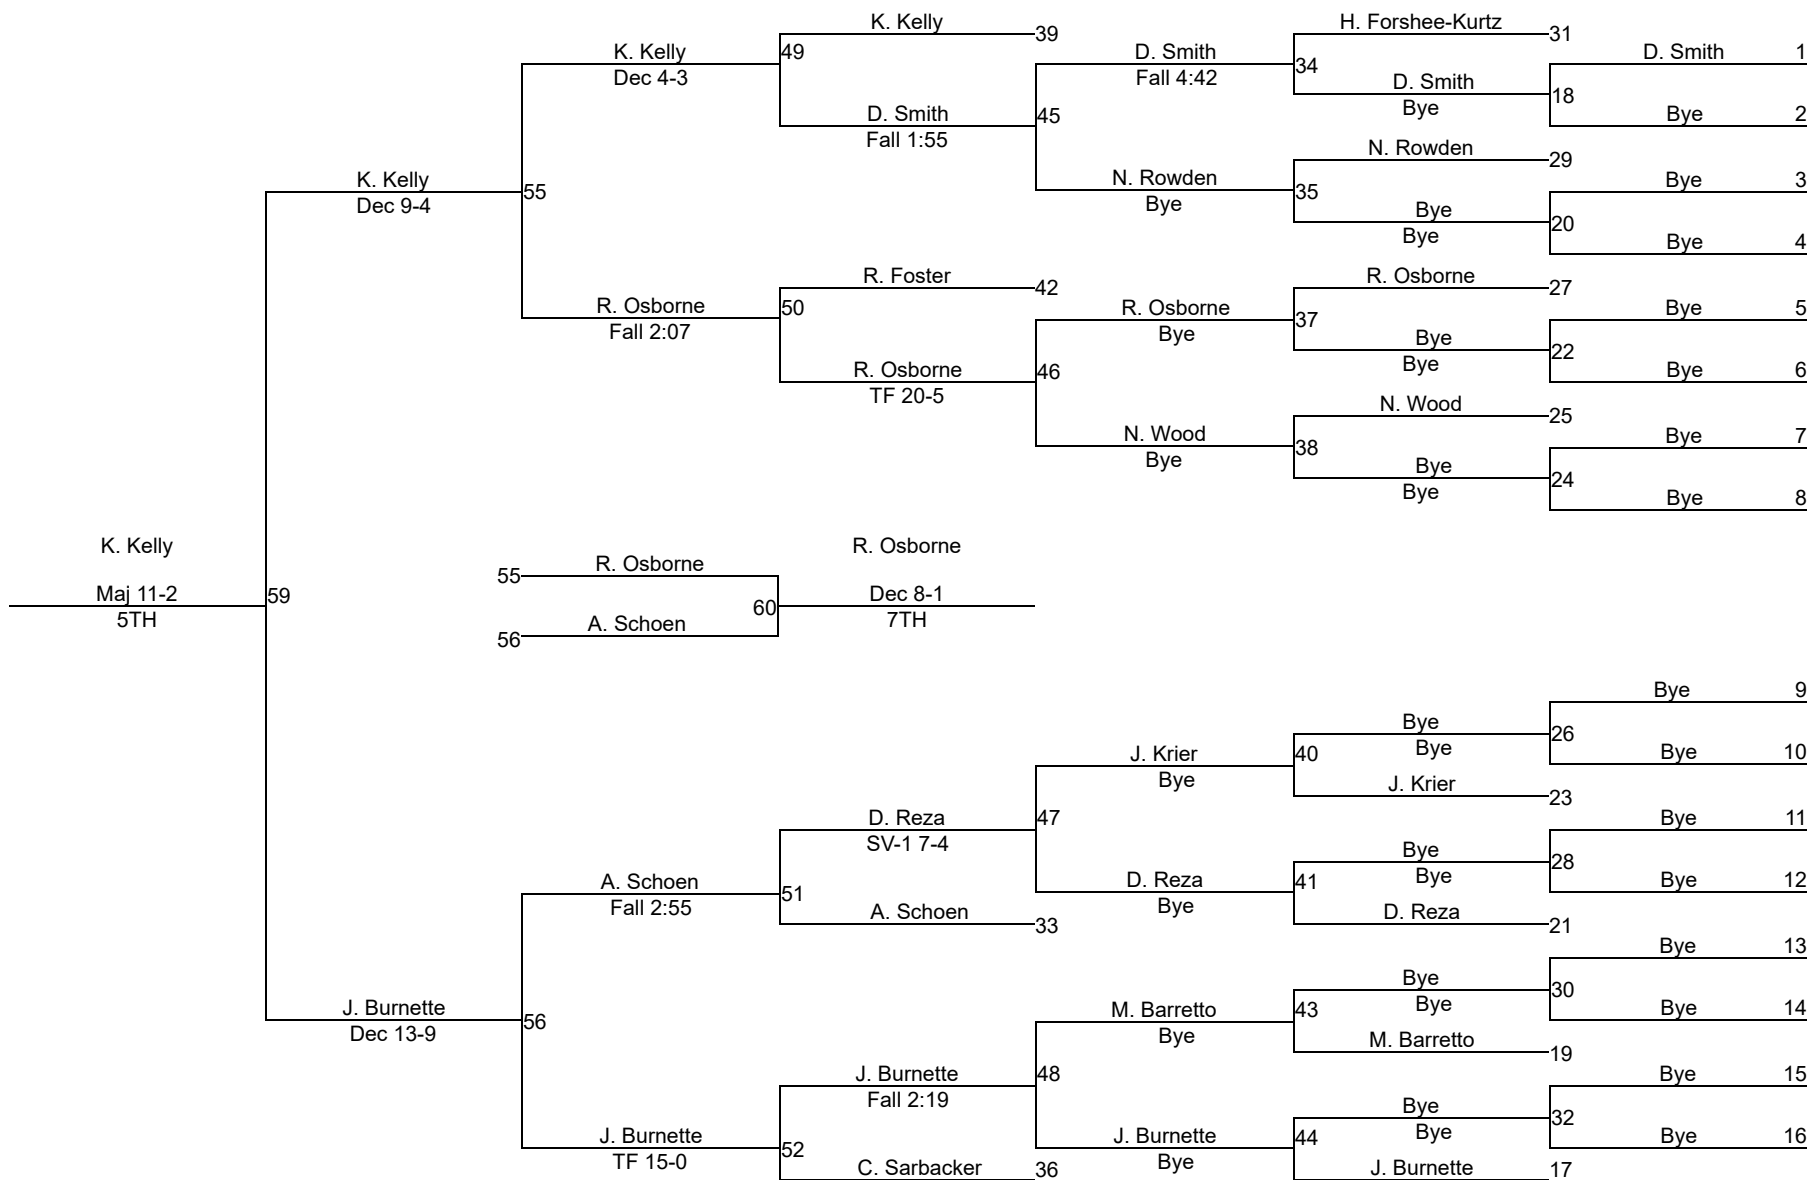 K. Kelly
39
H. Forshee-Kurtz
31
K. Kelly
Dec 4-3
49
D. Smith
Fall 4:42
34
D. Smith
1
D. Smith
Bye
18
Bye
2
D. Smith
Fall 1:55
45
N. Rowden
29
K. Kelly
Dec 9-4
55
N. Rowden
Bye
35
Bye
3
Bye
Bye
20
Bye
4
R. Foster
42
R. Osborne
27
R. Osborne
Fall 2:07
50
R. Osborne
Bye
37
Bye
5
Bye
Bye
22
Bye
6
R. Osborne
TF 20-5
46
N. Wood
25
N. Wood
Bye
38
Bye
7
Bye
Bye
24
Bye
8
K. Kelly
Maj 11-2
5TH
59
55
R. Osborne
56
A. Schoen
60
R. Osborne
Dec 8-1
7TH
Bye
9
Bye
Bye
26
Bye
10
J. Krier
Bye
40
J. Krier
23
D. Reza
SV-1 7-4
47
Bye
11
Bye
Bye
28
Bye
12
A. Schoen
Fall 2:55
51
D. Reza
Bye
41
D. Reza
21
A. Schoen
33
Bye
13
Bye
Bye
30
Bye
14
J. Burnette
Dec 13-9
56
M. Barretto
Bye
43
M. Barretto
19
J. Burnette
Fall 2:19
48
Bye
15
Bye
Bye
32
Bye
16
J. Burnette
TF 15-0
52
J. Burnette
Bye
44
C. Sarbacker
36
J. Burnette
17